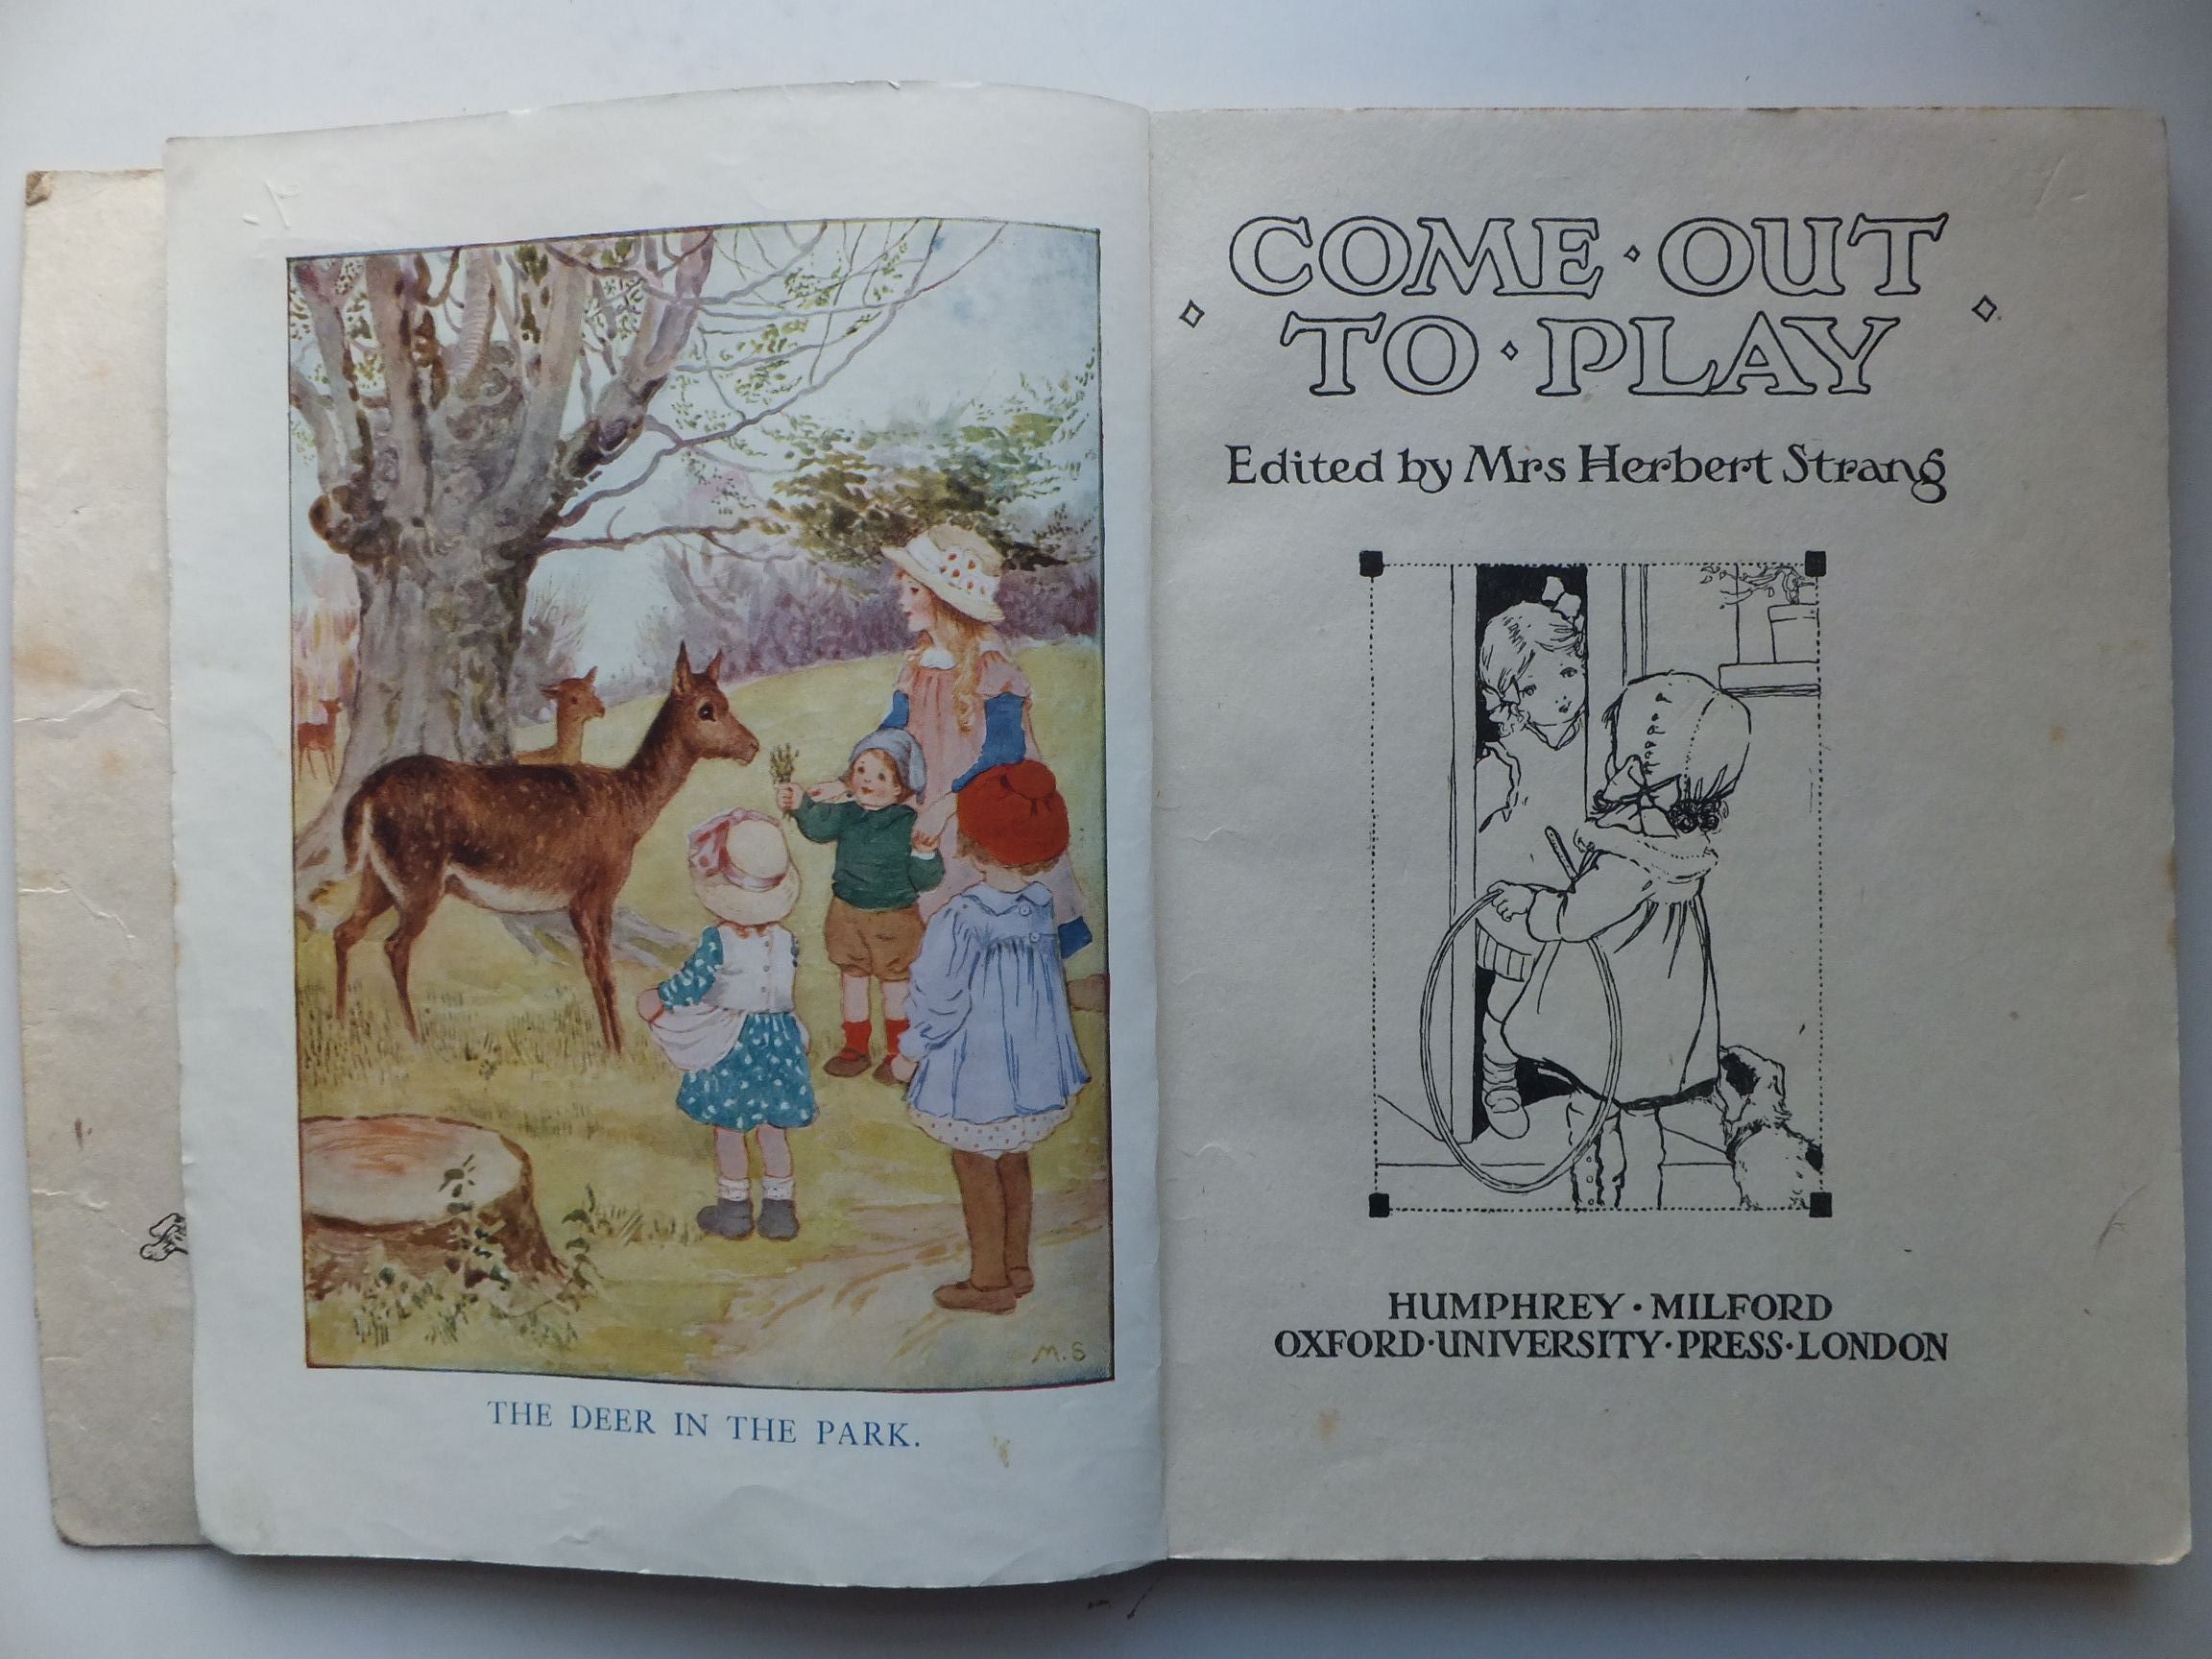 M.S
THE DEER IN THE PARK.
COME · OUT
TO · PLAY
Edited by Mrs Herbert Strang
HUMPHREY · MILFORD
OXFORD · UNIVERSITY · PRESS · LONDON